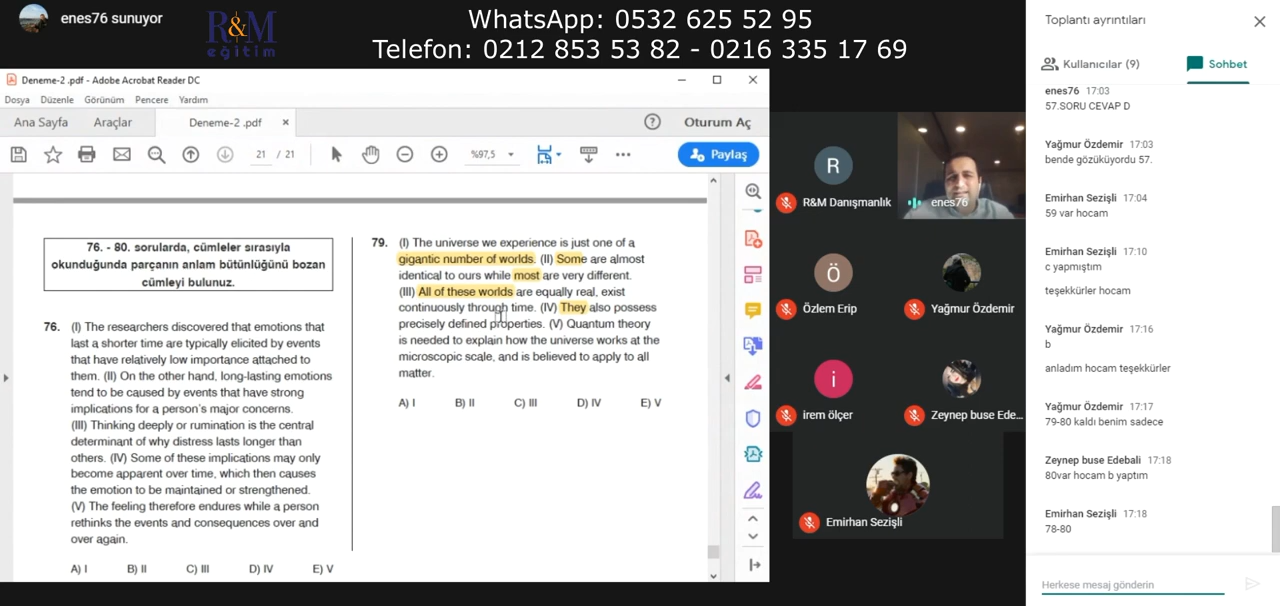 enes76 sunuyor
R&M
eğitim
WhatsApp: 0532 625 52 95
Telefon: 0212 853 53 82 - 0216 335 17 69
Deneme-2 .pdf - Adobe Acrobat Reader DC
Dosya Düzenle Görünüm Pencere Yardım
Ana Sayfa Araçlar Deneme-2 .pdf × Oturum Aç
21 / 21 %97,5 Paylaş
76. - 80. sorularda, cümleler sırasıyla
okunduğunda parçanın anlam bütünlüğünü bozan
cümleyi bulunuz.
76. (I) The researchers discovered that emotions that
last a shorter time are typically elicited by events
that have relatively low importance attached to
them. (II) On the other hand, long-lasting emotions
tend to be caused by events that have strong
implications for a person's major concerns.
(III) Thinking deeply or rumination is the central
determinant of why distress lasts longer than
others. (IV) Some of these implications may only
become apparent over time, which then causes
the emotion to be maintained or strengthened.
(V) The feeling therefore endures while a person
rethinks the events and consequences over and
over again.
A) I B) II C) III D) IV E) V
79. (I) The universe we experience is just one of a
gigantic number of worlds. (II) Some are almost
identical to ours while most are very different.
(III) All of these worlds are equally real, exist
continuously through time. (IV) They also possess
precisely defined properties. (V) Quantum theory
is needed to explain how the universe works at the
microscopic scale, and is believed to apply to all
matter.
A) I B) II C) III D) IV E) V
R
R&M Danışmanlık
enes76
Ö
Özlem Erip
Yağmur Özdemir
i
irem ölçer
Zeynep buse Ede...
Emirhan Sezişli
Toplantı ayrıntıları
Kullanıcılar (9) Sohbet
enes76 17:03
57.SORU CEVAP D
Yağmur Özdemir 17:03
bende gözüküyordu 57.
Emirhan Sezişli 17:04
59 var hocam
Emirhan Sezişli 17:10
c yapmıştım
teşekkürler hocam
Yağmur Özdemir 17:16
b
anladım hocam teşekkürler
Yağmur Özdemir 17:17
79-80 kaldı benim sadece
Zeynep buse Edebali 17:18
80var hocam b yaptım
Emirhan Sezişli 17:18
78-80
Herkese mesaj gönderin